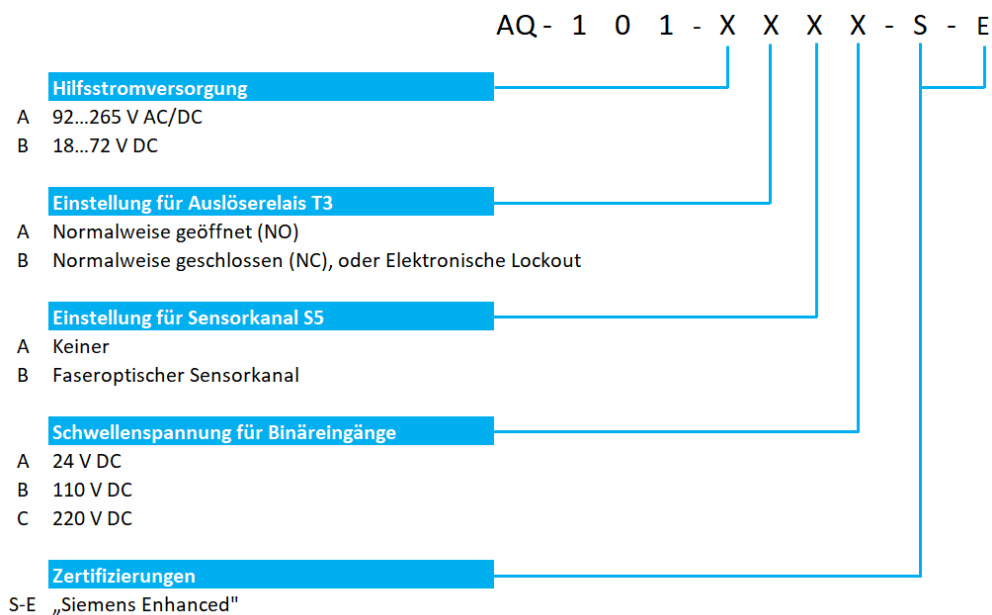 AQ - 1 0 1 - X X X X - S - E
Hilfsstromversorgung
A 92...265 V AC/DC
B 18...72 V DC
Einstellung für Auslöserelais T3
A Normalweise geöffnet (NO)
B Normalweise geschlossen (NC), oder Elektronische Lockout
Einstellung für Sensorkanal S5
A Keiner
B Faseroptischer Sensorkanal
Schwellenspannung für Binäreingänge
A 24 V DC
B 110 V DC
C 220 V DC
Zertifizierungen
S-E „Siemens Enhanced"